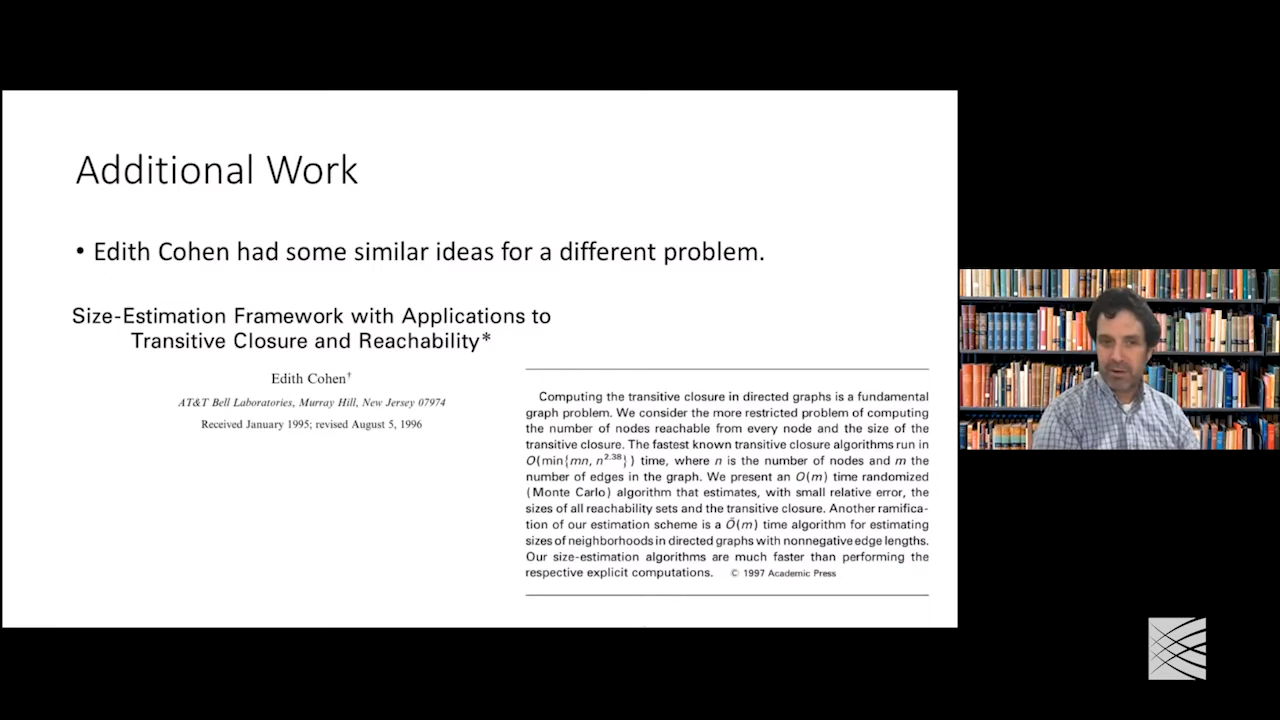 Additional Work
• Edith Cohen had some similar ideas for a different problem.
Size-Estimation Framework with Applications to
Transitive Closure and Reachability*
Edith Cohen†
AT&T Bell Laboratories, Murray Hill, New Jersey 07974
Received January 1995; revised August 5, 1996
Computing the transitive closure in directed graphs is a fundamental
graph problem. We consider the more restricted problem of computing
the number of nodes reachable from every node and the size of the
transitive closure. The fastest known transitive closure algorithms run in
O(min{mn, n^2.38}) time, where n is the number of nodes and m the
number of edges in the graph. We present an O(m) time randomized
(Monte Carlo) algorithm that estimates, with small relative error, the
sizes of all reachability sets and the transitive closure. Another ramifica-
tion of our estimation scheme is a Õ(m) time algorithm for estimating
sizes of neighborhoods in directed graphs with nonnegative edge lengths.
Our size-estimation algorithms are much faster than performing the
respective explicit computations. © 1997 Academic Press